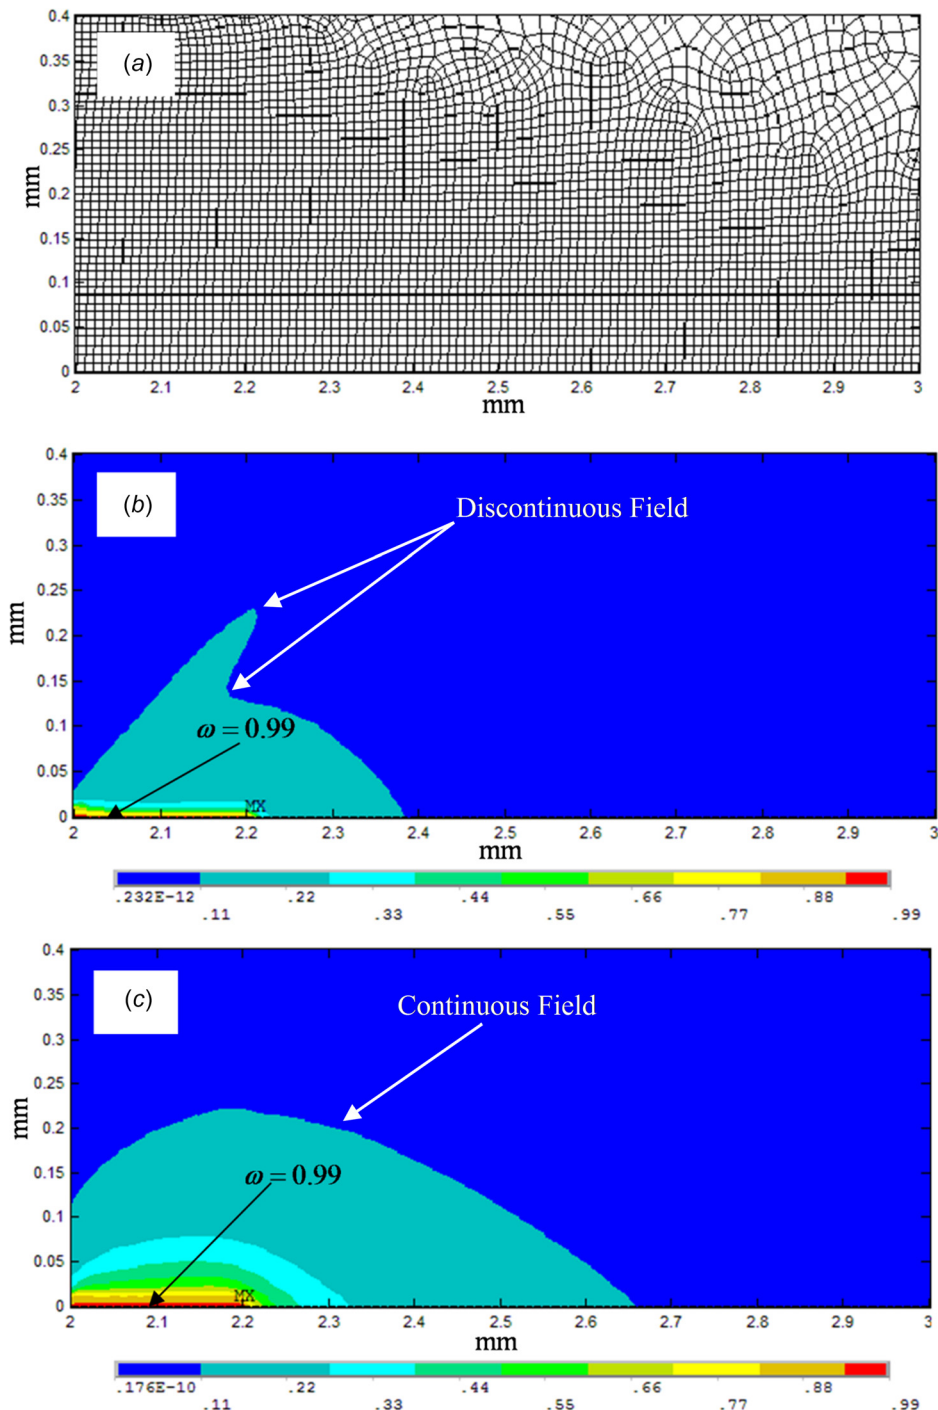 0.4
(a)
0.35
0.3
0.25
mm
0.2
0.15
0.1
0.05
0
2 2.1 2.2 2.3 2.4 2.5 2.6 2.7 2.8 2.9 3
mm
0.4
0.35
(b)
Discontinuous Field
0.3
0.25
mm
0.2
0.15
0.1
ω = 0.99
0.05
MX
0
2 2.1 2.2 2.3 2.4 2.5 2.6 2.7 2.8 2.9 3
mm
.232E-12 .22 .44 .66 .88
.11 .33 .55 .77 .99
0.4
0.35
(c)
Continuous Field
0.3
0.25
mm
0.2
0.15
ω = 0.99
0.1
0.05
MX
0
2 2.1 2.2 2.3 2.4 2.5 2.6 2.7 2.8 2.9 3
mm
.176E-10 .22 .44 .66 .88
.11 .33 .55 .77 .99